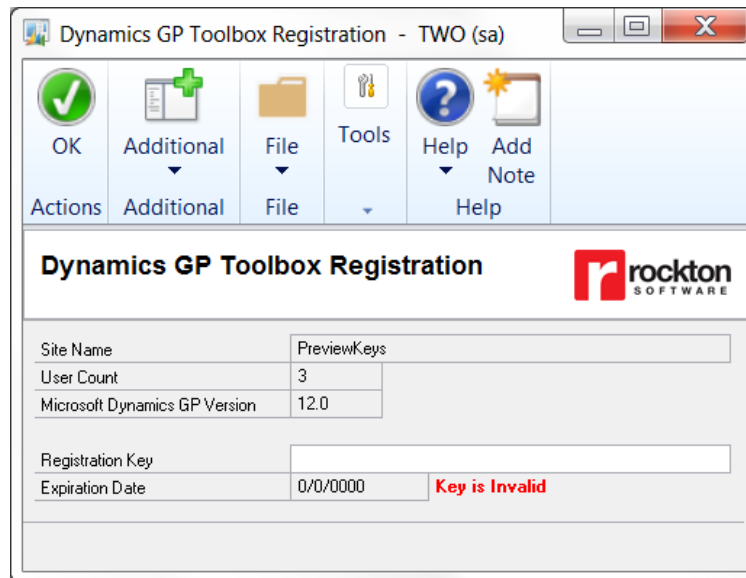 Dynamics GP Toolbox Registration - TWO (sa)
OK
Additional
File
Tools
Help
Add Note
Actions
Additional
File
Help
Dynamics GP Toolbox Registration
r rockton
SOFTWARE
Site Name PreviewKeys
User Count 3
Microsoft Dynamics GP Version 12.0
Registration Key
Expiration Date 0/0/0000 Key is Invalid